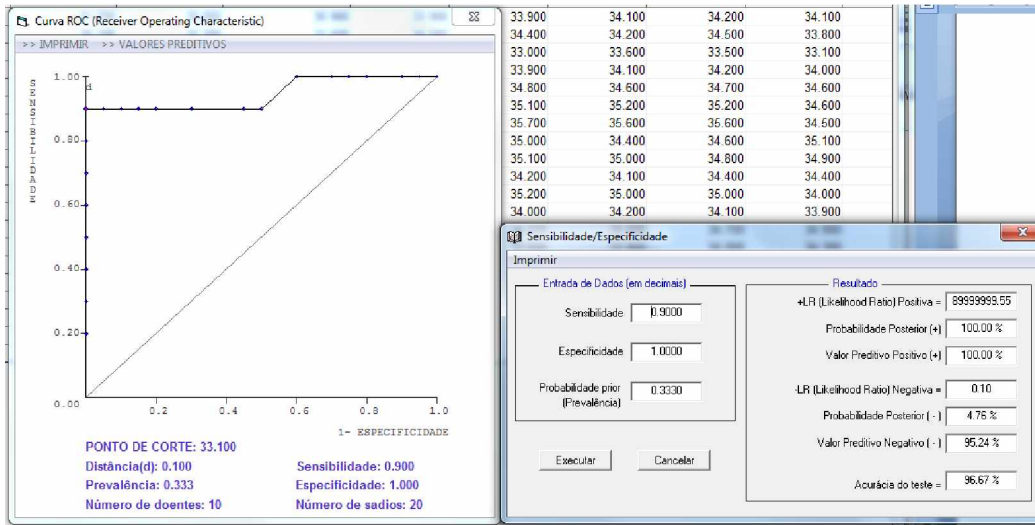 Curva ROC (Receiver Operating Characteristic)
>> IMPRIMIR >> VALORES PREDITIVOS
SENSIBILIDADE
1.00
d
0.80
0.60
0.40
0.20
0.00
0.2 0.4 0.6 0.8 1.0
1- ESPECIFICIDADE
PONTO DE CORTE: 33.100
Distância(d): 0.100 Sensibilidade: 0.900
Prevalência: 0.333 Especificidade: 1.000
Número de doentes: 10 Número de sadios: 20
33.900 34.100 34.200 34.100
34.400 34.200 34.600 33.800
33.000 33.600 33.500 33.100
33.900 34.100 34.200 34.000
34.800 34.600 34.700 34.600
35.100 35.200 35.200 34.600
35.700 35.600 34.600 34.500
35.000 34.400 34.600 35.100
35.100 35.000 34.800 34.900
34.200 34.100 34.400 34.400
35.200 35.000 35.000 34.000
34.000 34.200 34.100 33.900
Sensibilidade/Especificidade
Imprimir
Entrada de Dados (em decimais)
Sensibilidade 0.9000
Especificidade 1.0000
Probabilidade prior
(Prevalência) 0.3330
Executar Cancelar
Resultado
+LR (Likelihood Ratio) Positiva = 89999999.55
Probabilidade Posterior (+) 100.00 %
Valor Preditivo Positivo (+) 100.00 %
-LR (Likelihood Ratio) Negativa = 0.10
Probabilidade Posterior ( - ) 4.76 %
Valor Preditivo Negativo ( - ) 95.24 %
Acurácia do teste = 96.67 %